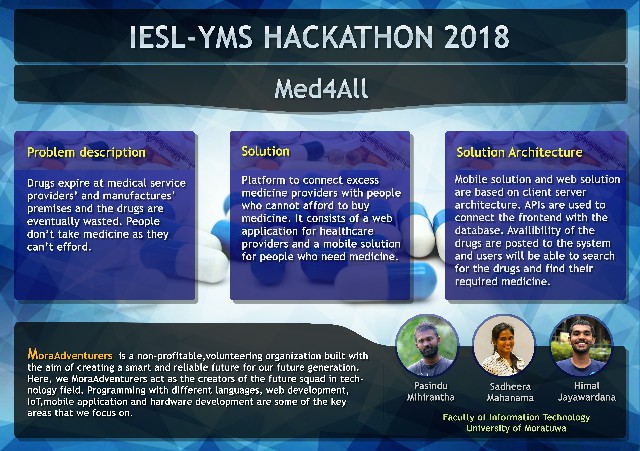 IESL-YMS HACKATHON 2018
Med4All
Problem description
Drugs expire at medical service
providers' and manufactures'
premises and the drugs are
eventually wasted. People
don't take medicine as they
can't efford.
Solution
Platform to connect excess
medicine providers with people
who cannot afford to buy
medicine. It consists of a web
application for healthcare
providers and a mobile solution
for people who need medicine.
Solution Architecture
Mobile solution and web solution
are based on client server
architecture. APIs are used to
connect the frontend with the
database. Availibility of the
drugs are posted to the system
and users will be able to search
for the drugs and find their
required medicine.
MoraAdventurers is a non-profitable,volunteering organization built with
the aim of creating a smart and reliable future for our future generation.
Here, we MoraAdventurers act as the creators of the future squad in tech-
nology field. Programming with different languages, web development,
IoT,mobile application and hardware development are some of the key
areas that we focus on.
Pasindu
Mihirantha
Sadheera
Mahanama
Himal
Jayawardana
Faculty of Information Technology
University of Moratuwa